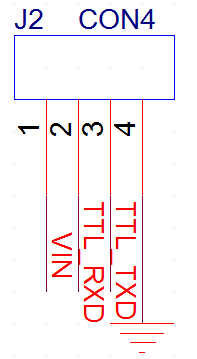 J2 CON4
1 2 3 4
VIN
TTL_RXD
TTL_TXD